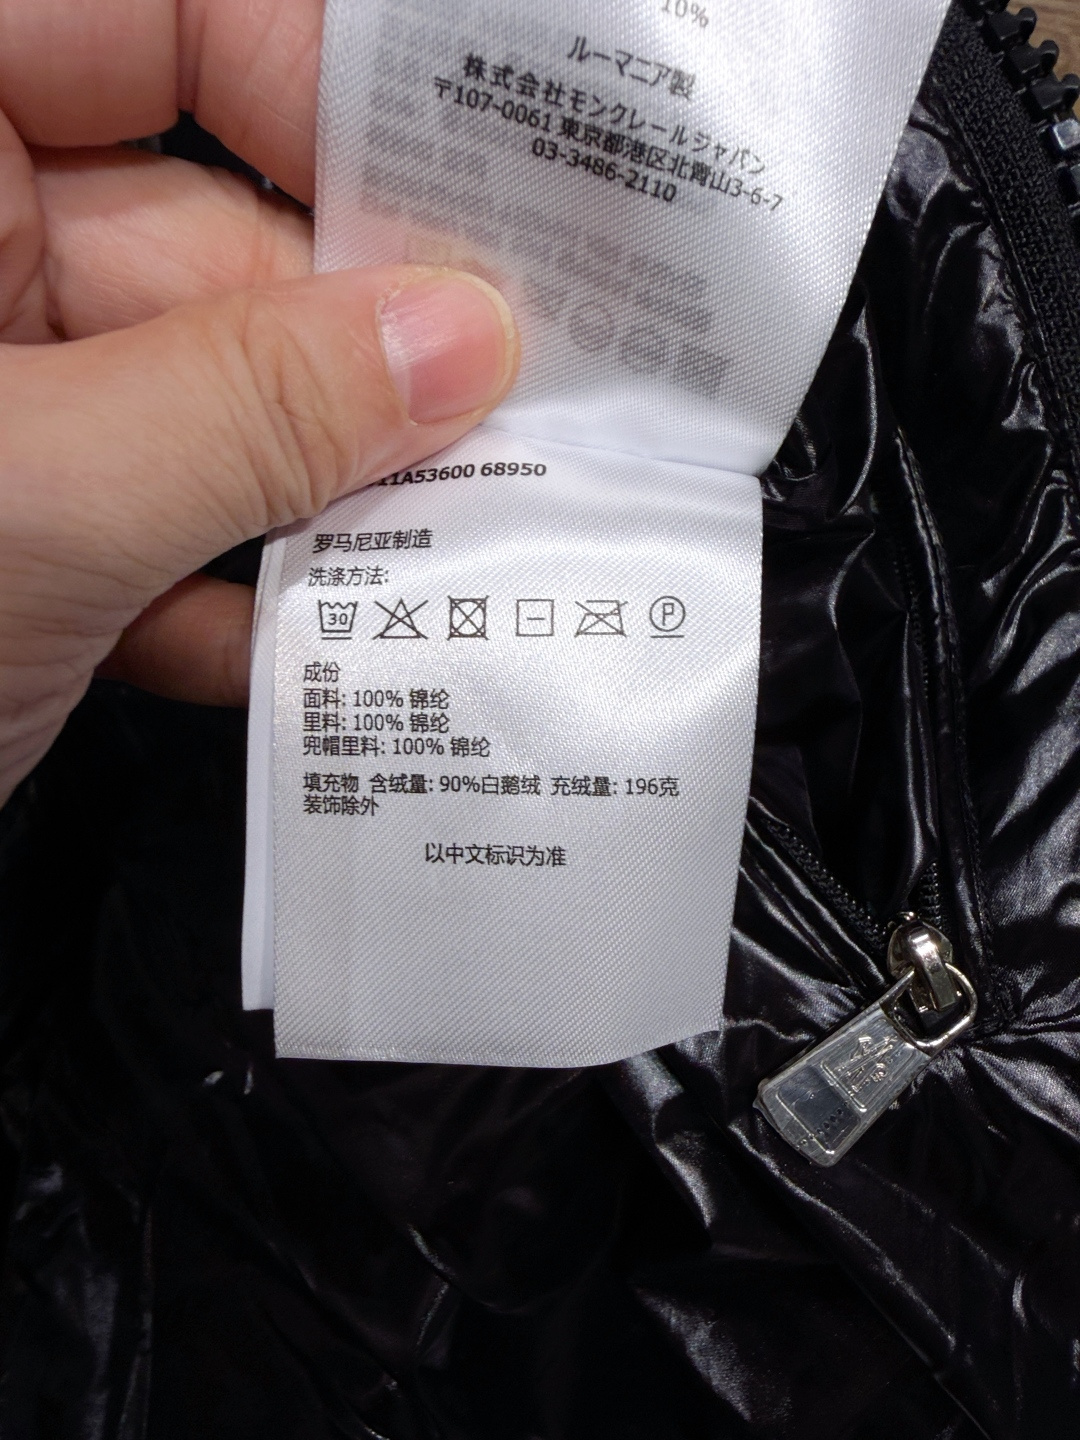 10%
ルーマニア製
株式会社モンクレールジャパン
〒107-0061 東京都港区北青山3-6-7
03-3486-2110
11A53600 68950
罗马尼亚制造
洗涤方法:
30
P
成份
面料: 100% 锦纶
里料: 100% 锦纶
兜帽里料: 100% 锦纶
填充物 含绒量: 90%白鹅绒 充绒量: 196克
装饰除外
以中文标识为准